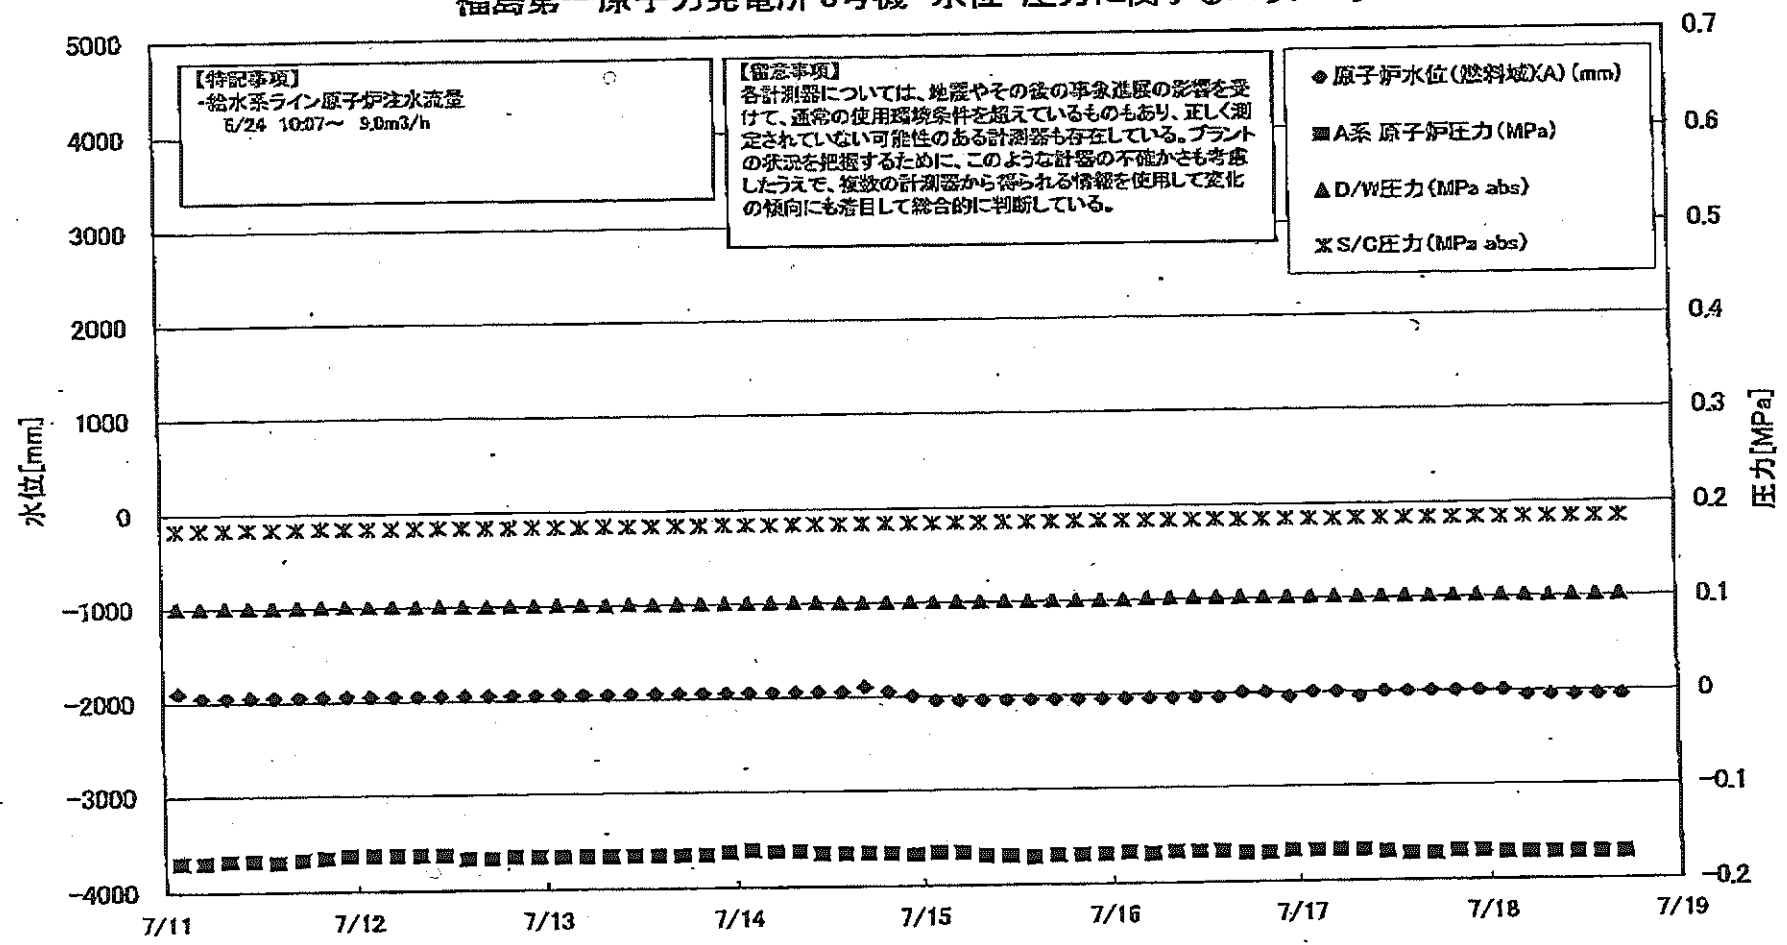 福島第一原子力発電所 3号機 水位・圧力に関する
5000
4000
3000
2000
1000
0
-1000
-2000
-3000
-4000
水位[mm]
【特記事項】
・給水系ライン原子炉注水流量
6/24 10:07～ 9.0m3/h
【留意事項】
各計測器については、地震やその後の事象進展の影響を受
けて、通常の使用環境条件を超えているものもあり、正しく測
定されていない可能性のある計測器も存在している。プラント
の状況を把握するために、このような計器の不確かさも考慮
したうえで、複数の計測器から得られる情報を使用して変化
の傾向にも着目して総合的に判断している。
原子炉水位(燃料域)(A) (mm)
A系 原子炉圧力(MPa)
D/W圧力(MPa abs)
S/C圧力(MPa abs)
0.7
0.6
0.5
0.4
0.3
0.2
0.1
0
-0.1
-0.2
圧力[MPa]
7/11
7/12
7/13
7/14
7/15
7/16
7/17
7/18
7/19